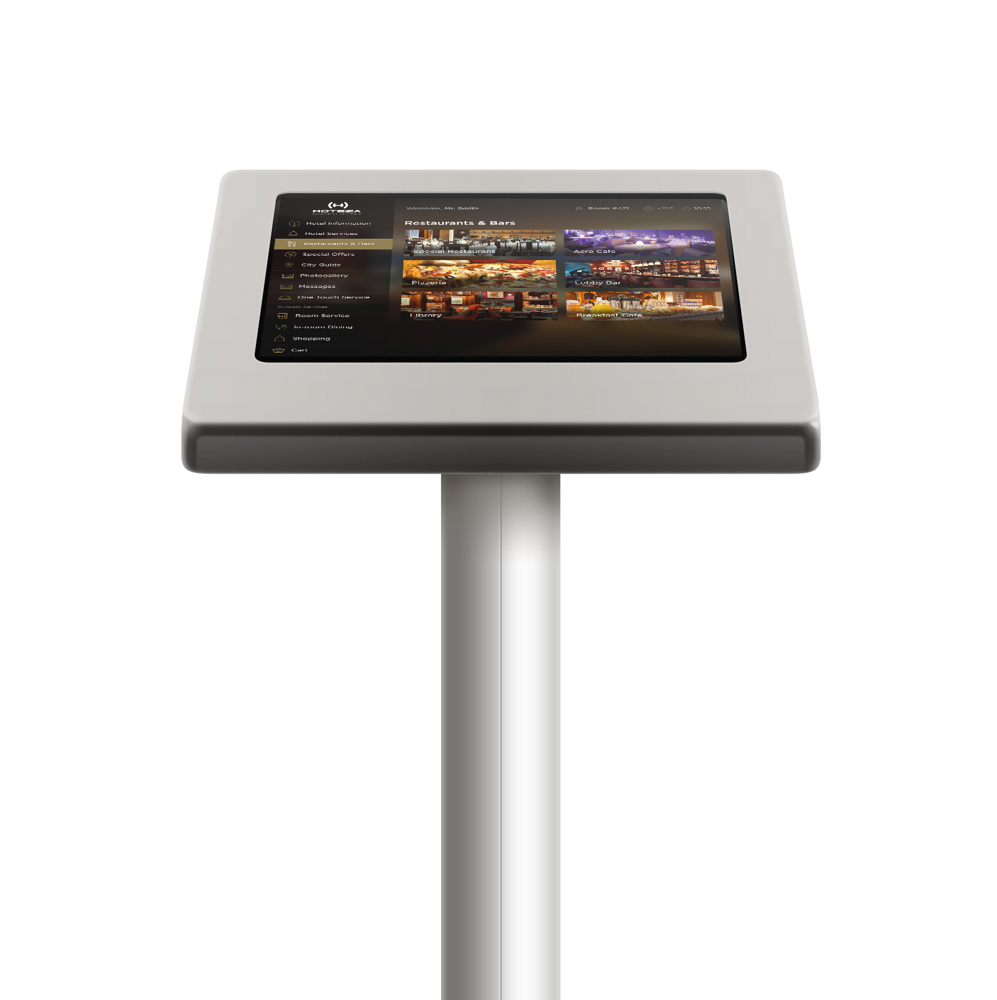 HOTEZA
hospitality software
Hotel Information
Hotel Services
Restaurants & Bars
Special Offers
City Guide
Photogallery
Messages
One Touch Service
In-room Services
Room Service
In-room Dining
Shopping
Cart
Welcome, Mr. Smith
Room #421
+25°
10:15
Restaurants & Bars
Special Restaurant
Aero Cafe
Pizzeria
Lobby Bar
Library
Breakfast Cafe